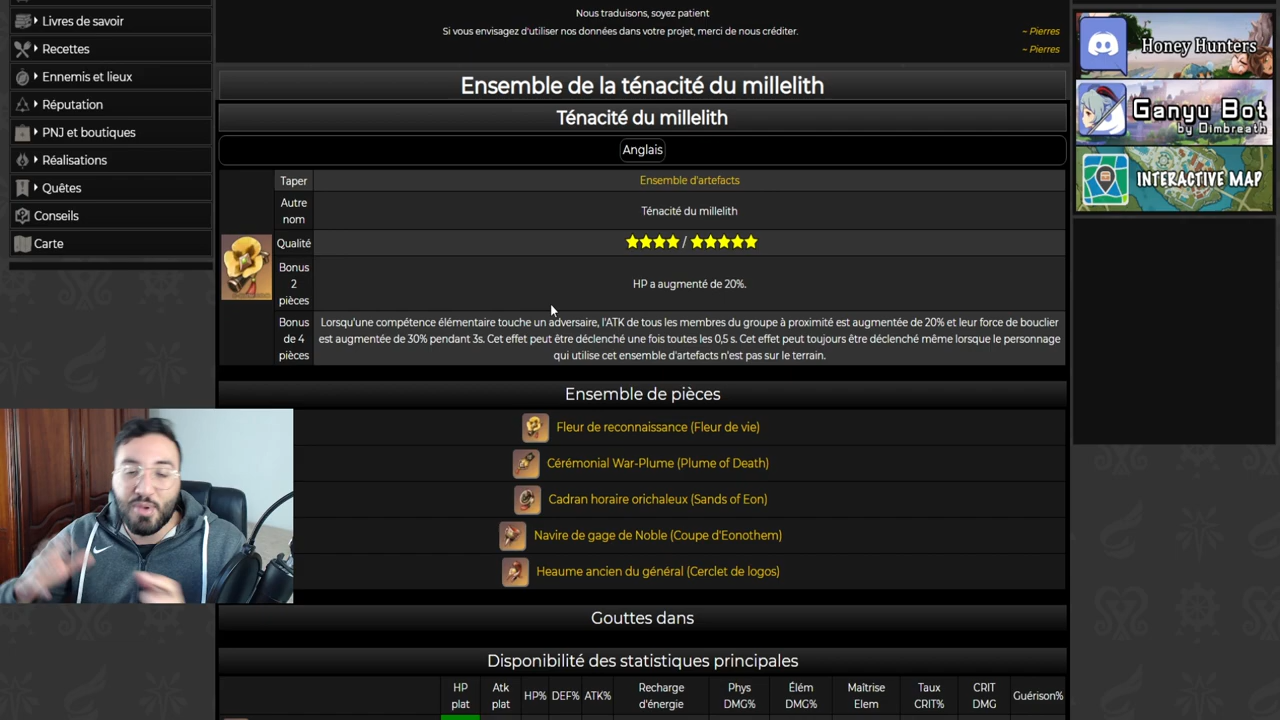 Livres de savoir
Recettes
Ennemis et lieux
Réputation
PNJ et boutiques
Réalisations
Quêtes
Conseils
Carte
Nous traduisons, soyez patient
Si vous envisagez d'utiliser nos données dans votre projet, merci de nous créditer.
~ Pierres
~ Pierres
Ensemble de la ténacité du millelith
Ténacité du millelith
Anglais
Taper
Ensemble d'artefacts
Autre
nom
Ténacité du millelith
Qualité
★★★★ / ★★★★★
Bonus
2
pièces
HP a augmenté de 20%.
Bonus
de 4
pièces
Lorsqu'une compétence élémentaire touche un adversaire, l'ATK de tous les membres du groupe à proximité est augmentée de 20% et leur force de bouclier
est augmentée de 30% pendant 3s. Cet effet peut être déclenché une fois toutes les 0,5 s. Cet effet peut toujours être déclenché même lorsque le personnage
qui utilise cet ensemble d'artefacts n'est pas sur le terrain.
Ensemble de pièces
Fleur de reconnaissance (Fleur de vie)
Cérémonial War-Plume (Plume of Death)
Cadran horaire orichaleux (Sands of Eon)
Navire de gage de Noble (Coupe d'Eonothem)
Heaume ancien du général (Cerclet de logos)
Gouttes dans
Disponibilité des statistiques principales
HP
plat
Atk
plat
HP%
DEF%
ATK%
Recharge
d'énergie
Phys
DMG%
Élém
DMG%
Maîtrise
Elem
Taux
CRIT%
CRIT
DMG
Guérison%
Honey Hunters
Ganyu Bot
by Dimbreath
INTERACTIVE MAP